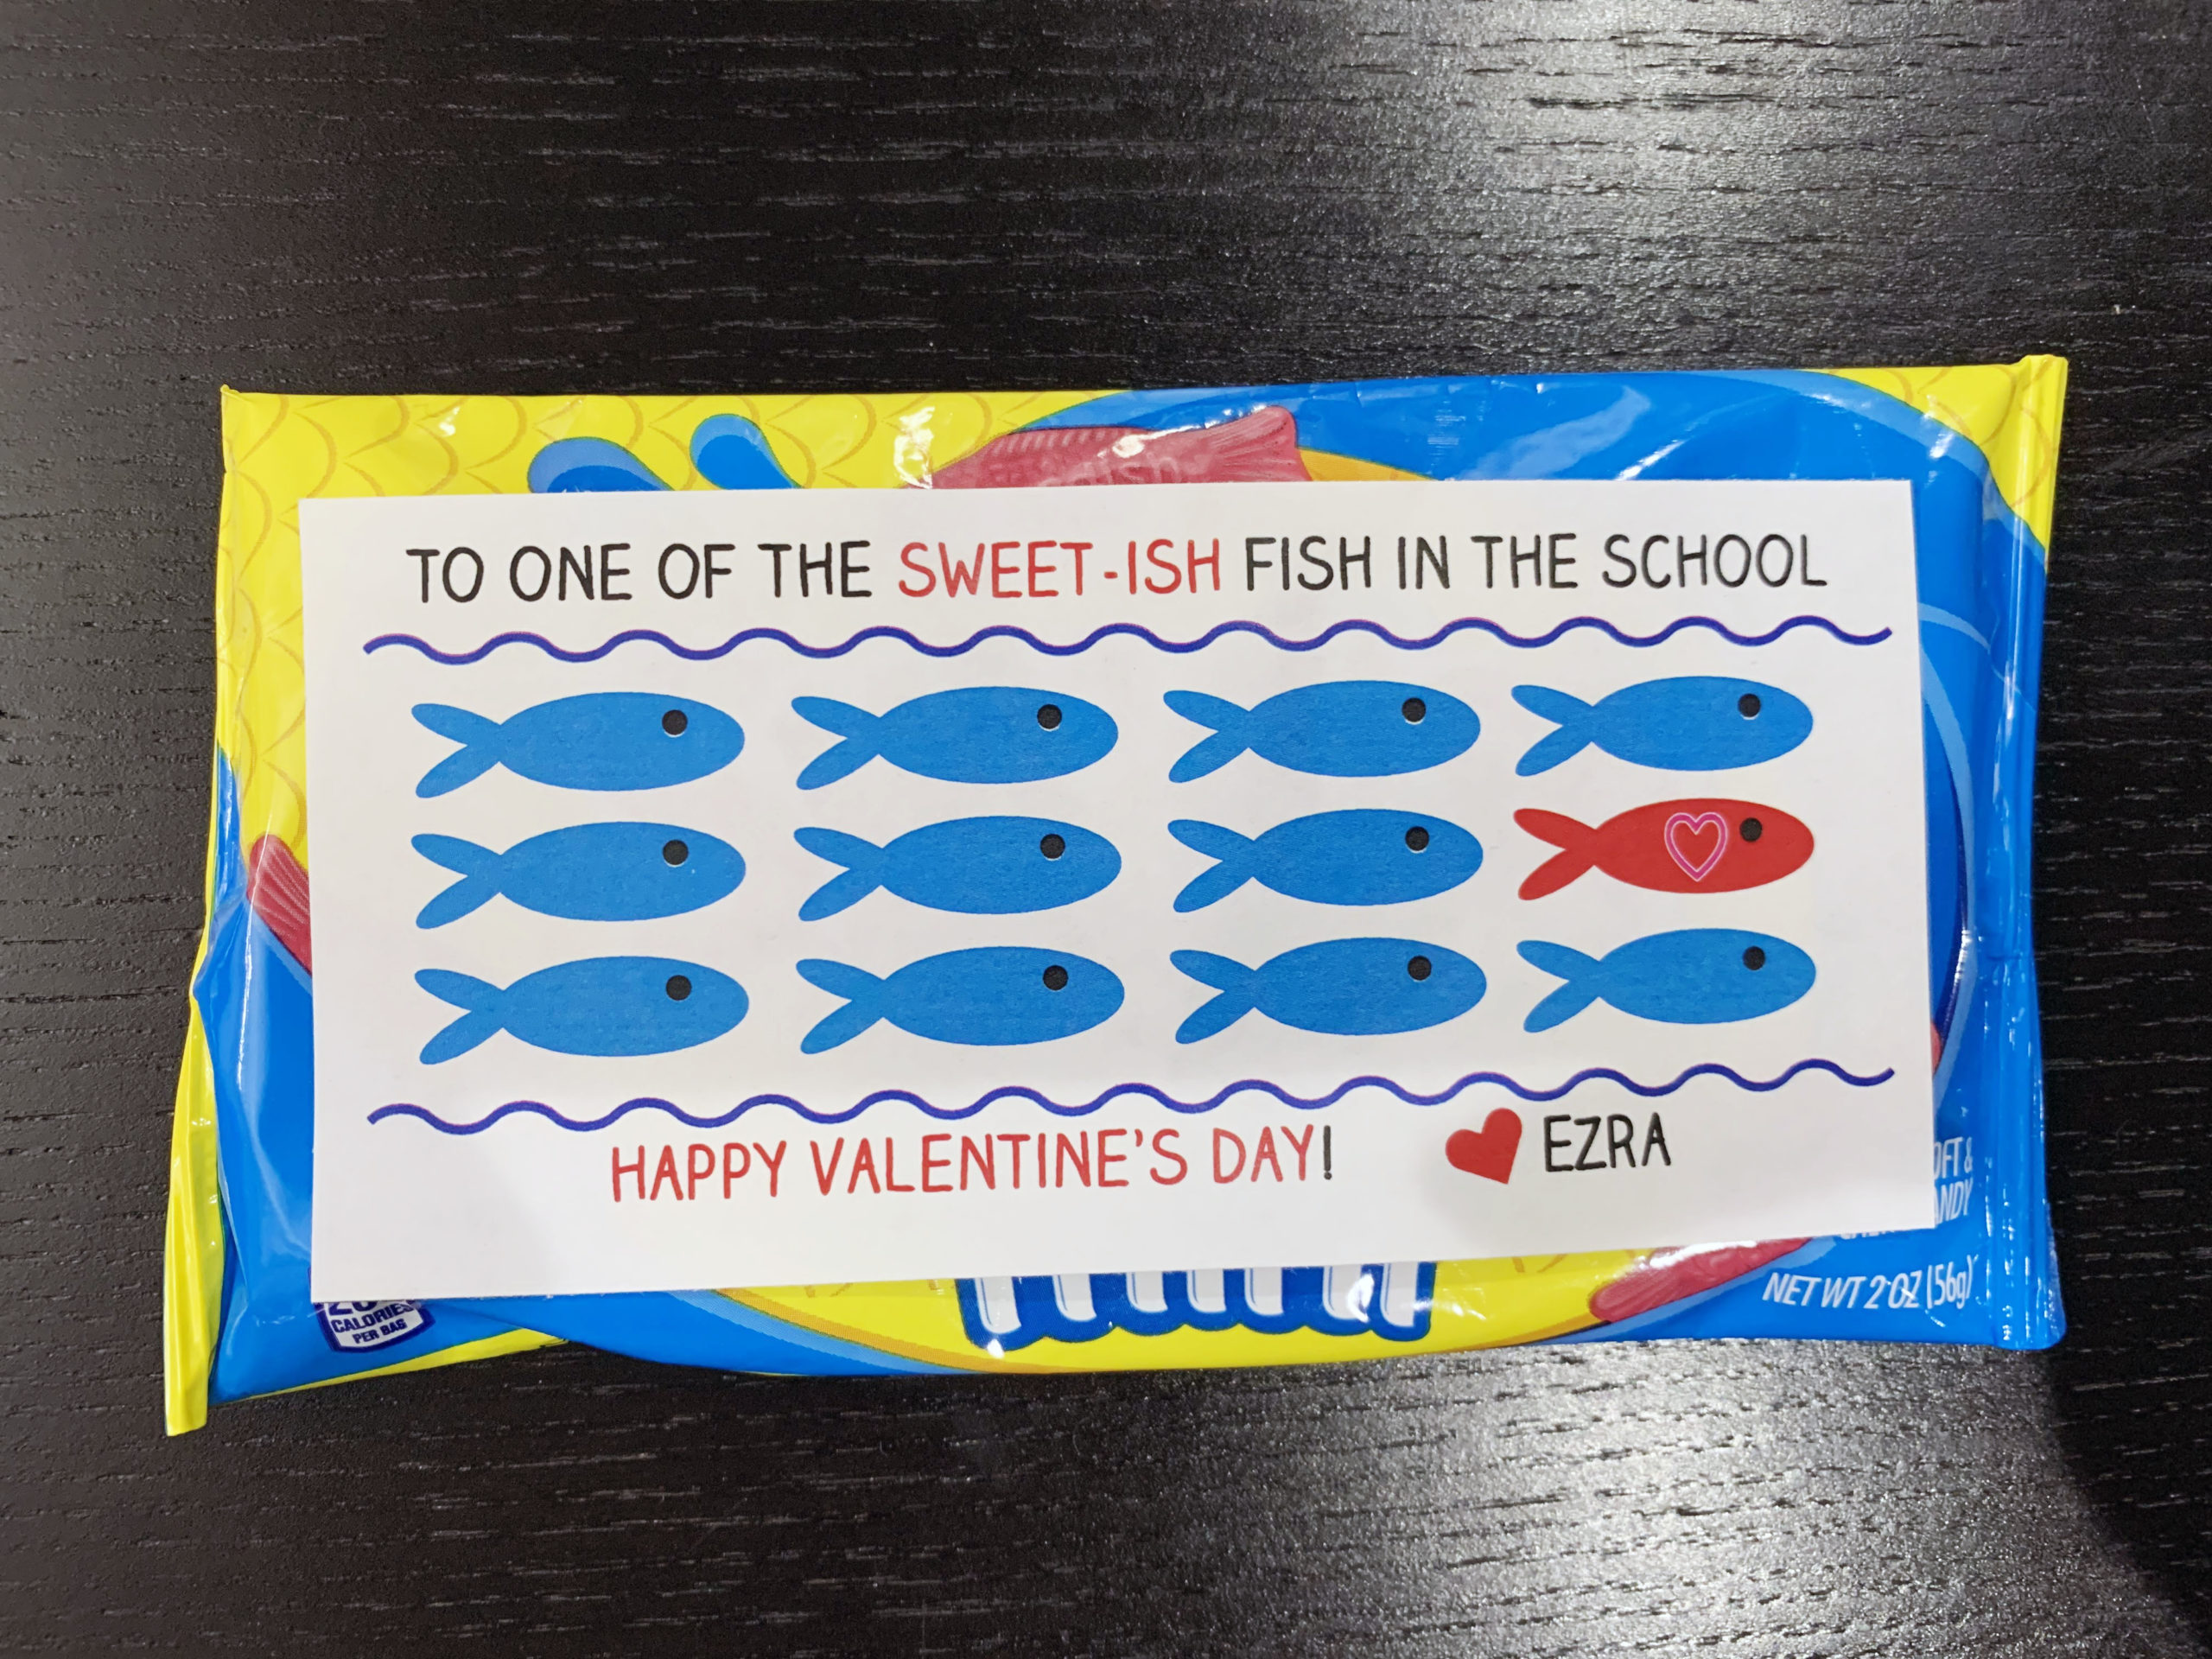 TO ONE OF THE SWEET-ISH FISH IN THE SCHOOL
HAPPY VALENTINE'S DAY! EZRA
CALORIES
PER BAG
NET WT 2 OZ (56g)